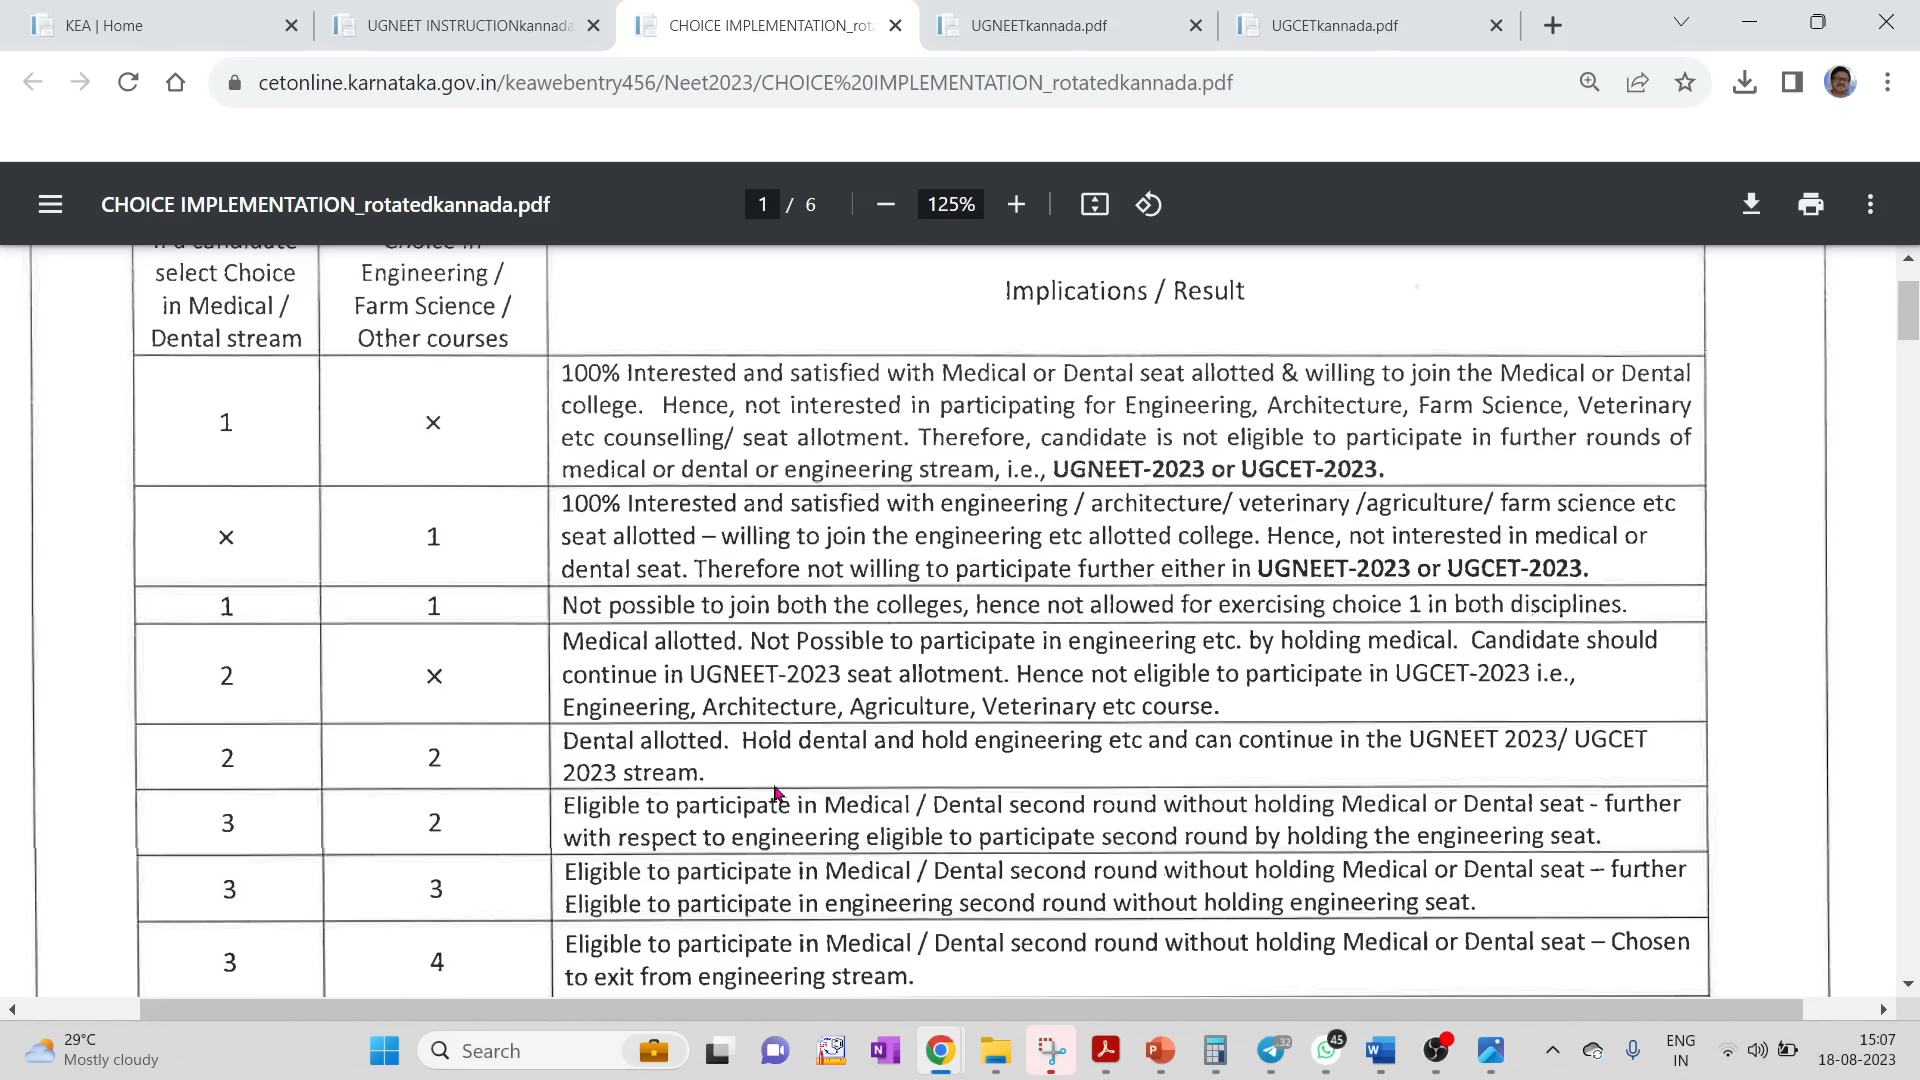 KEA | Home
UGNEET INSTRUCTIONkannada
CHOICE IMPLEMENTATION_rota
UGNEETkannada.pdf
UGCETkannada.pdf
cetonline.karnataka.gov.in/keawebentry456/Neet2023/CHOICE%20IMPLEMENTATION_rotatedkannada.pdf
CHOICE IMPLEMENTATION_rotatedkannada.pdf
1 / 6
125%
select Choice
in Medical /
Dental stream
Engineering /
Farm Science /
Other courses
Implications / Result
1
×
100% Interested and satisfied with Medical or Dental seat allotted & willing to join the Medical or Dental
college. Hence, not interested in participating for Engineering, Architecture, Farm Science, Veterinary
etc counselling/ seat allotment. Therefore, candidate is not eligible to participate in further rounds of
medical or dental or engineering stream, i.e., UGNEET-2023 or UGCET-2023.
×
1
100% Interested and satisfied with engineering / architecture/ veterinary /agriculture/ farm science etc
seat allotted – willing to join the engineering etc allotted college. Hence, not interested in medical or
dental seat. Therefore not willing to participate further either in UGNEET-2023 or UGCET-2023.
1
1
Not possible to join both the colleges, hence not allowed for exercising choice 1 in both disciplines.
2
×
Medical allotted. Not Possible to participate in engineering etc. by holding medical. Candidate should
continue in UGNEET-2023 seat allotment. Hence not eligible to participate in UGCET-2023 i.e.,
Engineering, Architecture, Agriculture, Veterinary etc course.
2
2
Dental allotted. Hold dental and hold engineering etc and can continue in the UGNEET 2023/ UGCET
2023 stream.
3
2
Eligible to participate in Medical / Dental second round without holding Medical or Dental seat - further
with respect to engineering eligible to participate second round by holding the engineering seat.
3
3
Eligible to participate in Medical / Dental second round without holding Medical or Dental seat – further
Eligible to participate in engineering second round without holding engineering seat.
3
4
Eligible to participate in Medical / Dental second round without holding Medical or Dental seat – Chosen
to exit from engineering stream.
29°C
Mostly cloudy
Search
32
45
ENG
IN
15:07
18-08-2023